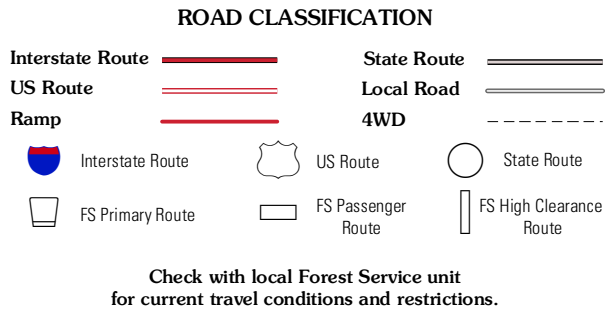 ROAD CLASSIFICATION
Interstate Route
State Route
US Route
Local Road
Ramp
4WD
Interstate Route
US Route
State Route
FS Primary Route
FS Passenger
Route
FS High Clearance
Route
Check with local Forest Service unit
for current travel conditions and restrictions.